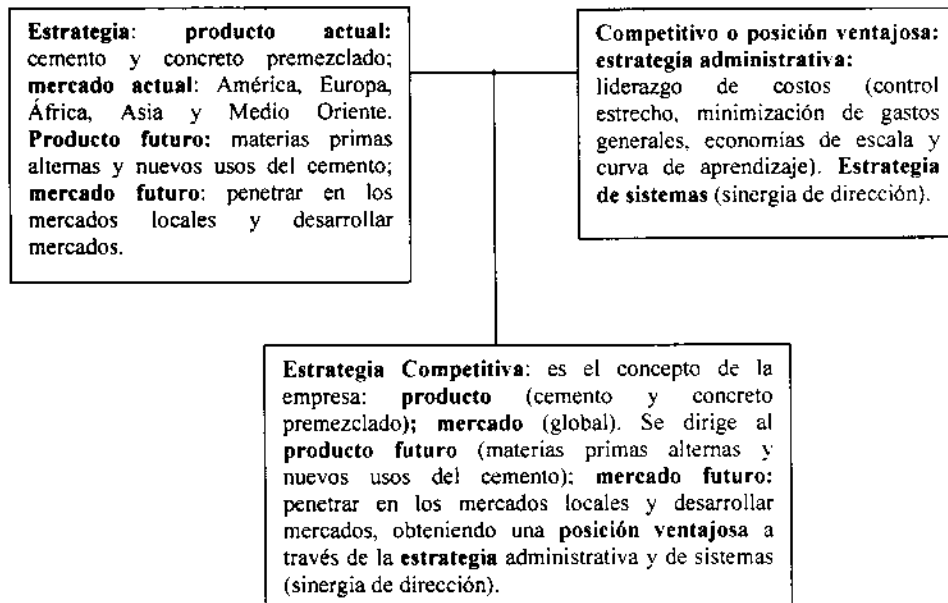 Estrategia: producto actual:
cemento y concreto premezclado;
mercado actual: América, Europa,
África, Asia y Medio Oriente.
Producto futuro: materias primas
alternas y nuevos usos del cemento;
mercado futuro: penetrar en los
mercados locales y desarrollar
mercados.
Competitivo o posición ventajosa:
estrategia administrativa:
liderazgo de costos (control
estrecho, minimización de gastos
generales, economías de escala y
curva de aprendizaje). Estrategia
de sistemas (sinergia de dirección).
Estrategia Competitiva: es el concepto de la
empresa: producto (cemento y concreto
premezclado); mercado (global). Se dirige al
producto futuro (materias primas alternas y
nuevos usos del cemento); mercado futuro:
penetrar en los mercados locales y desarrollar
mercados, obteniendo una posición ventajosa a
través de la estrategia administrativa y de sistemas
(sinergia de dirección).